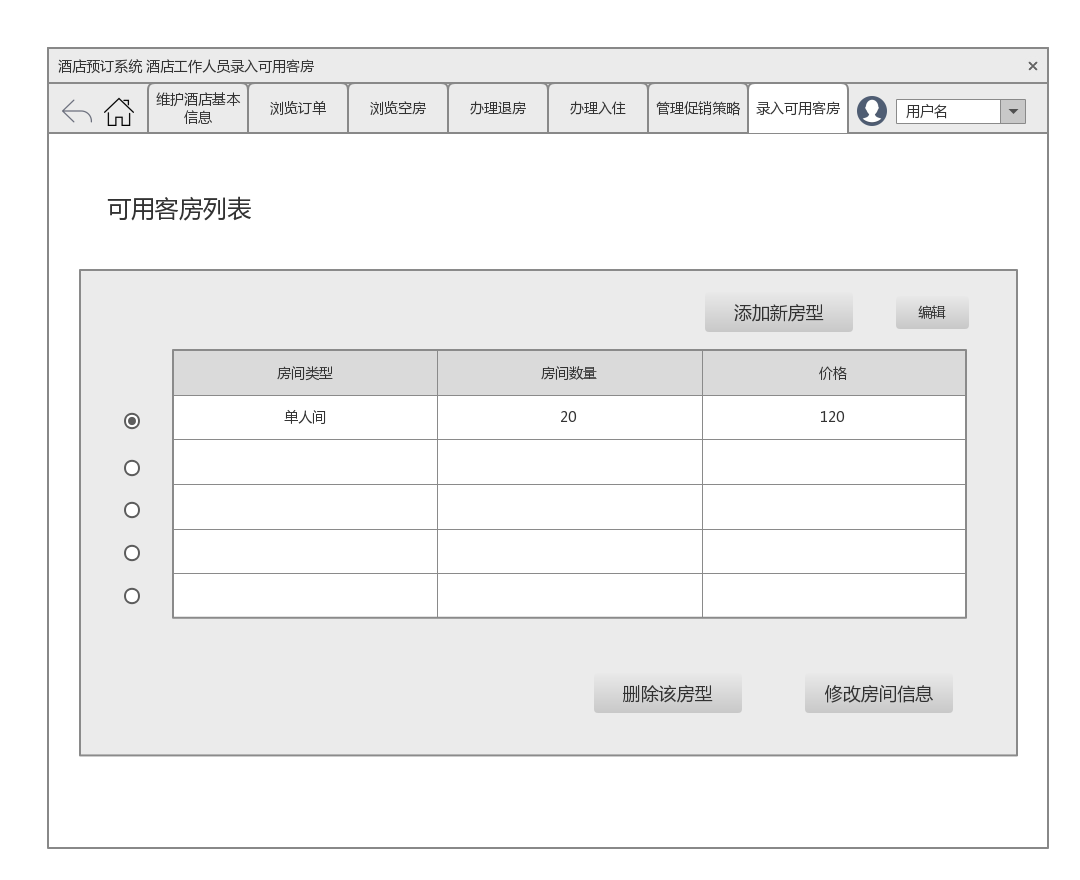 酒店预订系统 酒店工作人员录入可用客房
维护酒店基本
信息
浏览订单
浏览空房
办理退房
办理入住
管理促销策略
录入可用客房
用户名
可用客房列表
添加新房型
编辑
房间类型 房间数量 价格
单人间 20 120
删除该房型
修改房间信息